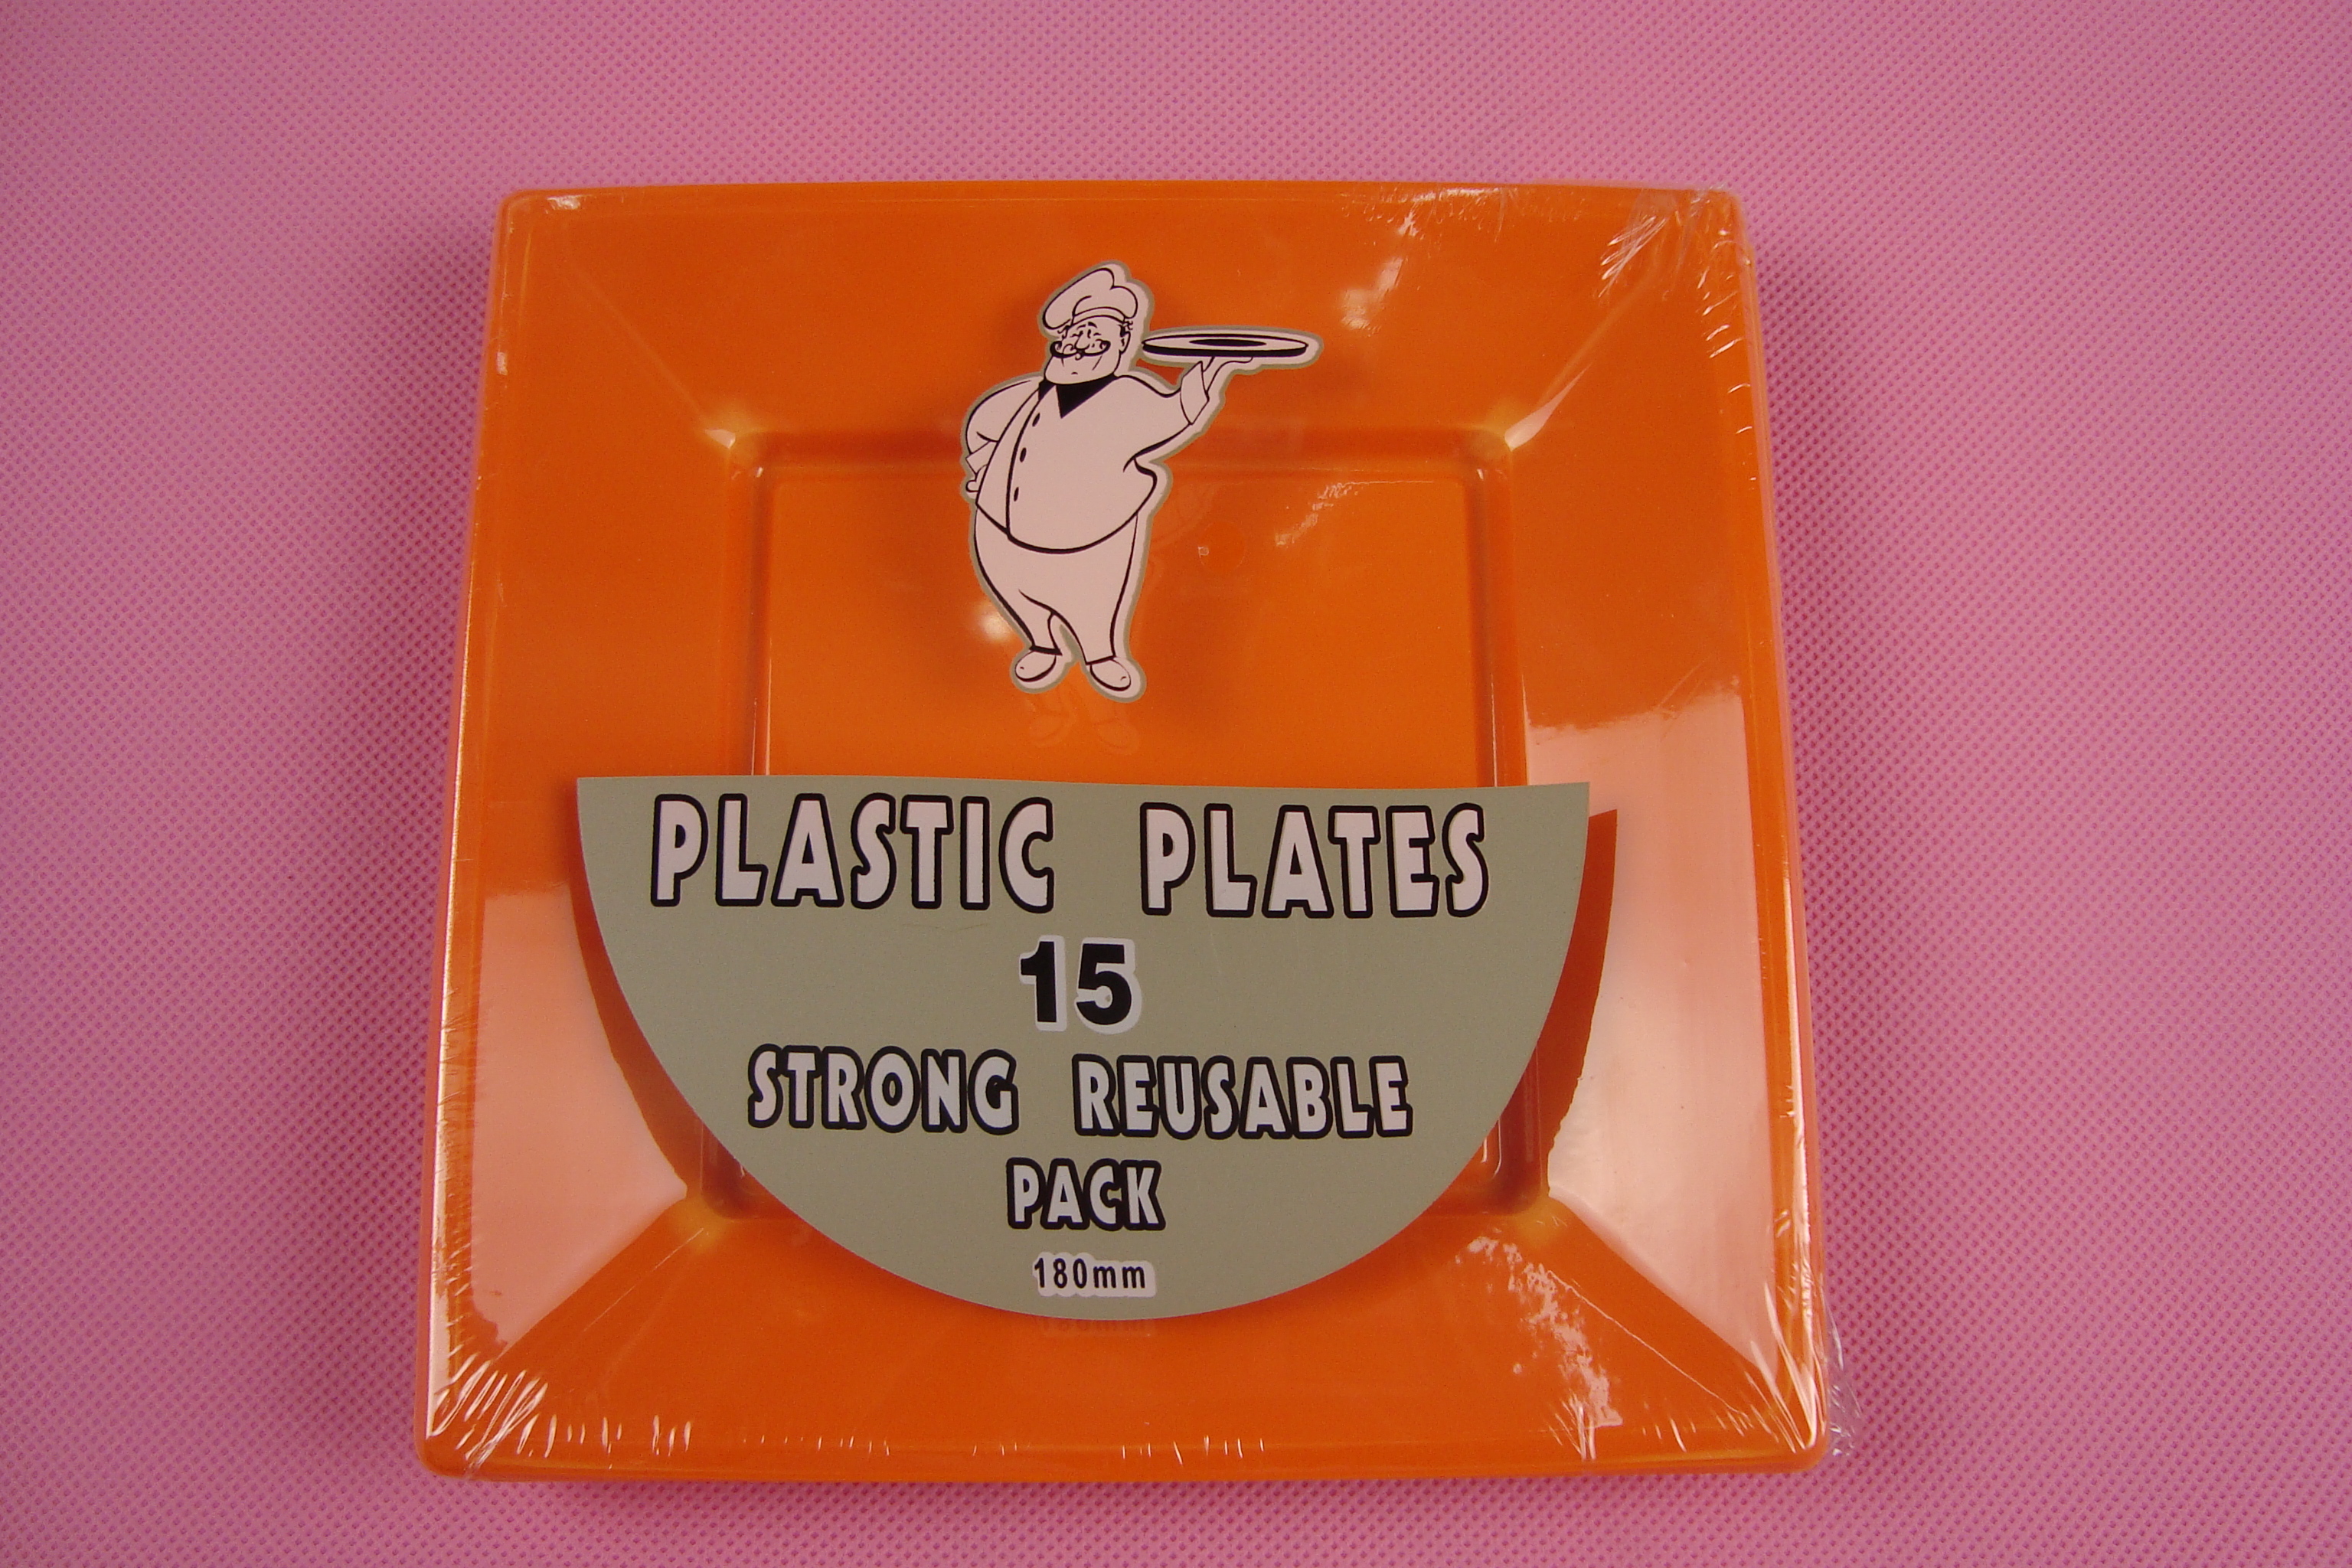 PLASTIC PLATES
15
STRONG REUSABLE
PACK
180mm